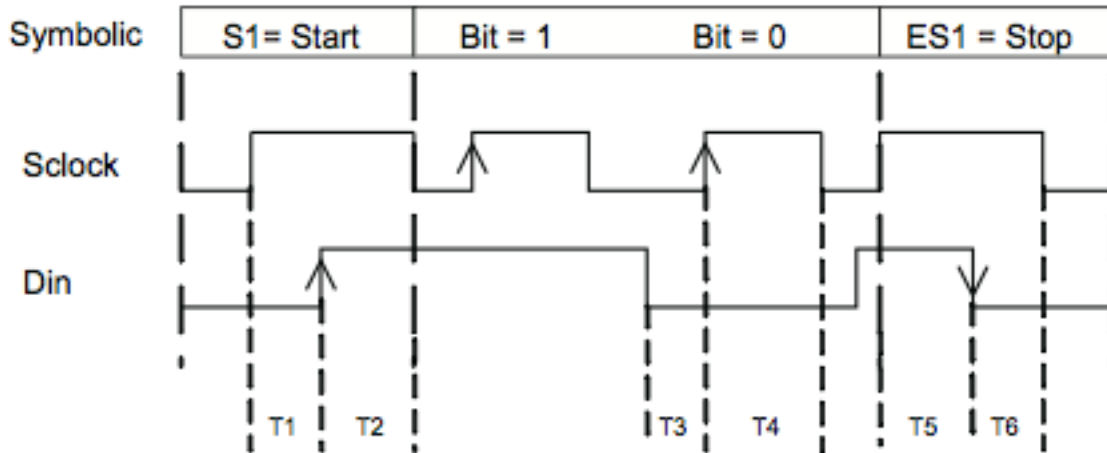 Symbolic S1= Start Bit = 1 Bit = 0 ES1 = Stop
Sclock
Din
T1 T2 T3 T4 T5 T6